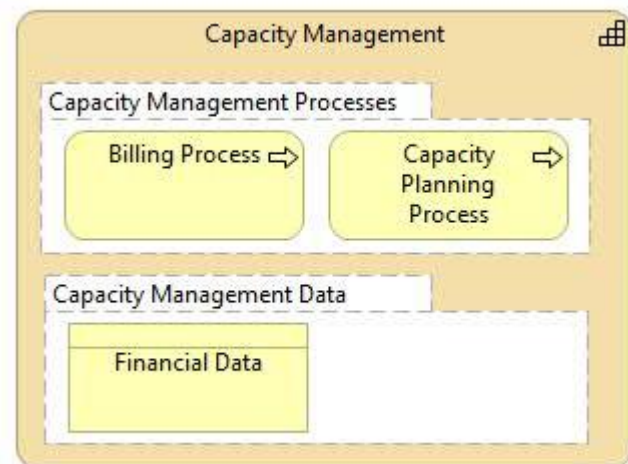 Capacity Management
Capacity Management Processes
Billing Process
Capacity
Planning
Process
Capacity Management Data
Financial Data